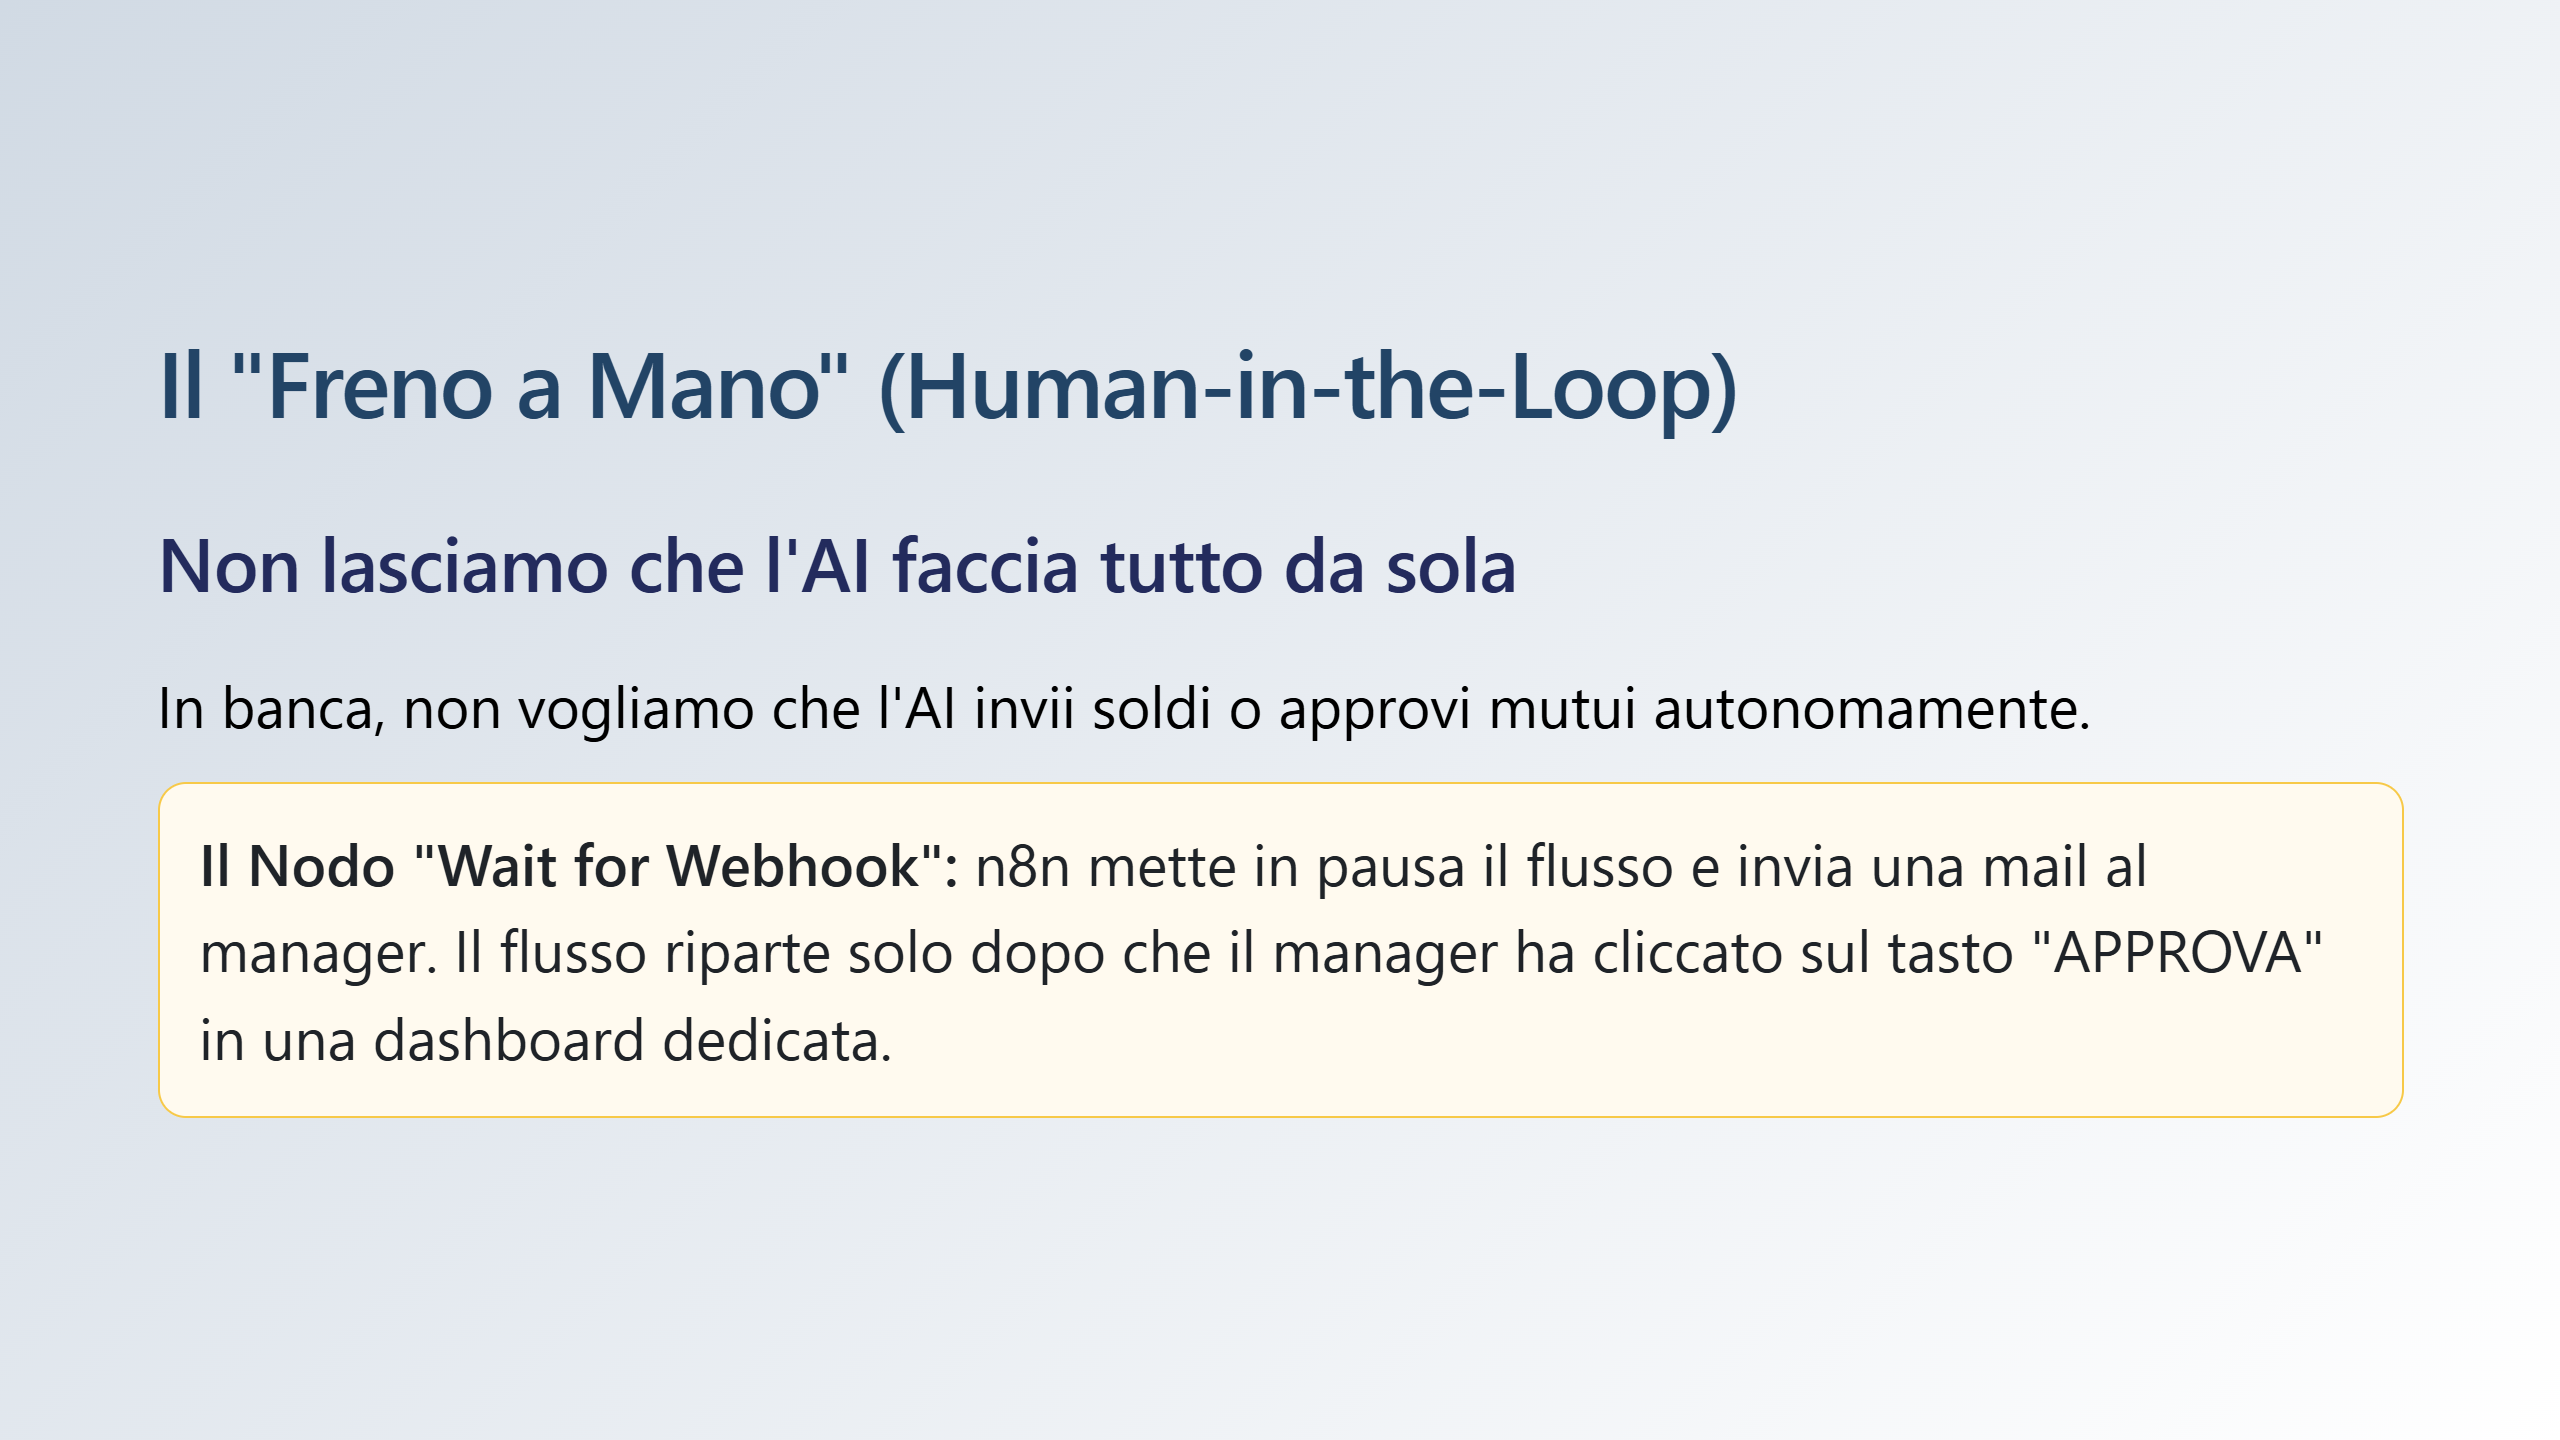 Il "Freno a Mano" (Human-in-the-Loop)
Non lasciamo che l'AI faccia tutto da sola
In banca, non vogliamo che l'AI invii soldi o approvi mutui autonomamente.
Il Nodo "Wait for Webhook": n8n mette in pausa il flusso e invia una mail al
manager. Il flusso riparte solo dopo che il manager ha cliccato sul tasto "APPROVA"
in una dashboard dedicata.